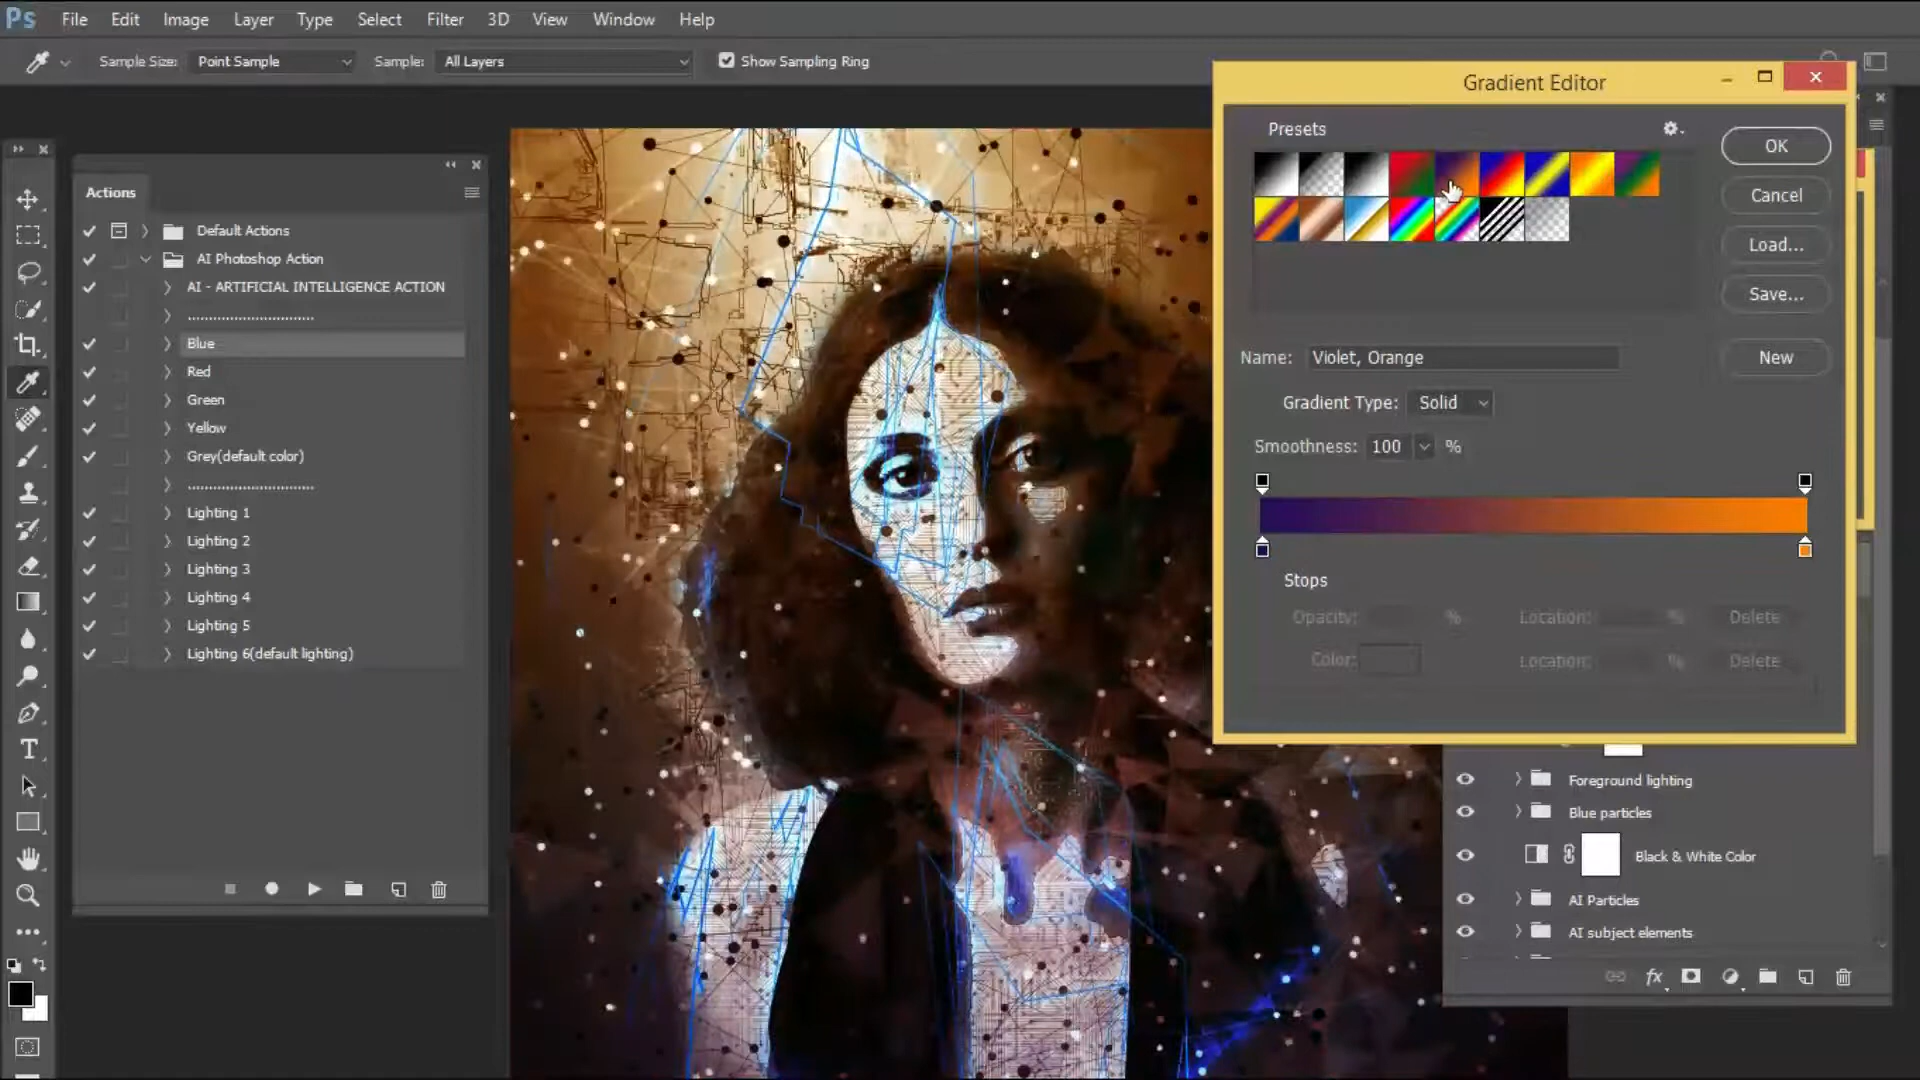 Ps File Edit Image Layer Type Select Filter 3D View Window Help
Sample Size: Point Sample Sample: All Layers Show Sampling Ring
Actions
Default Actions
AI Photoshop Action
AI - ARTIFICIAL INTELLIGENCE ACTION
..............................
Blue
Red
Green
Yellow
Grey(default color)
..............................
Lighting 1
Lighting 2
Lighting 3
Lighting 4
Lighting 5
Lighting 6(default lighting)
Gradient Editor
Presets
OK
Cancel
Load...
Save...
Name: Violet, Orange
New
Gradient Type: Solid
Smoothness: 100 %
Stops
Opacity: % Location: % Delete
Color: Location: % Delete
Foreground lighting
Blue particles
Black & White Color
AI Particles
AI subject elements
fx